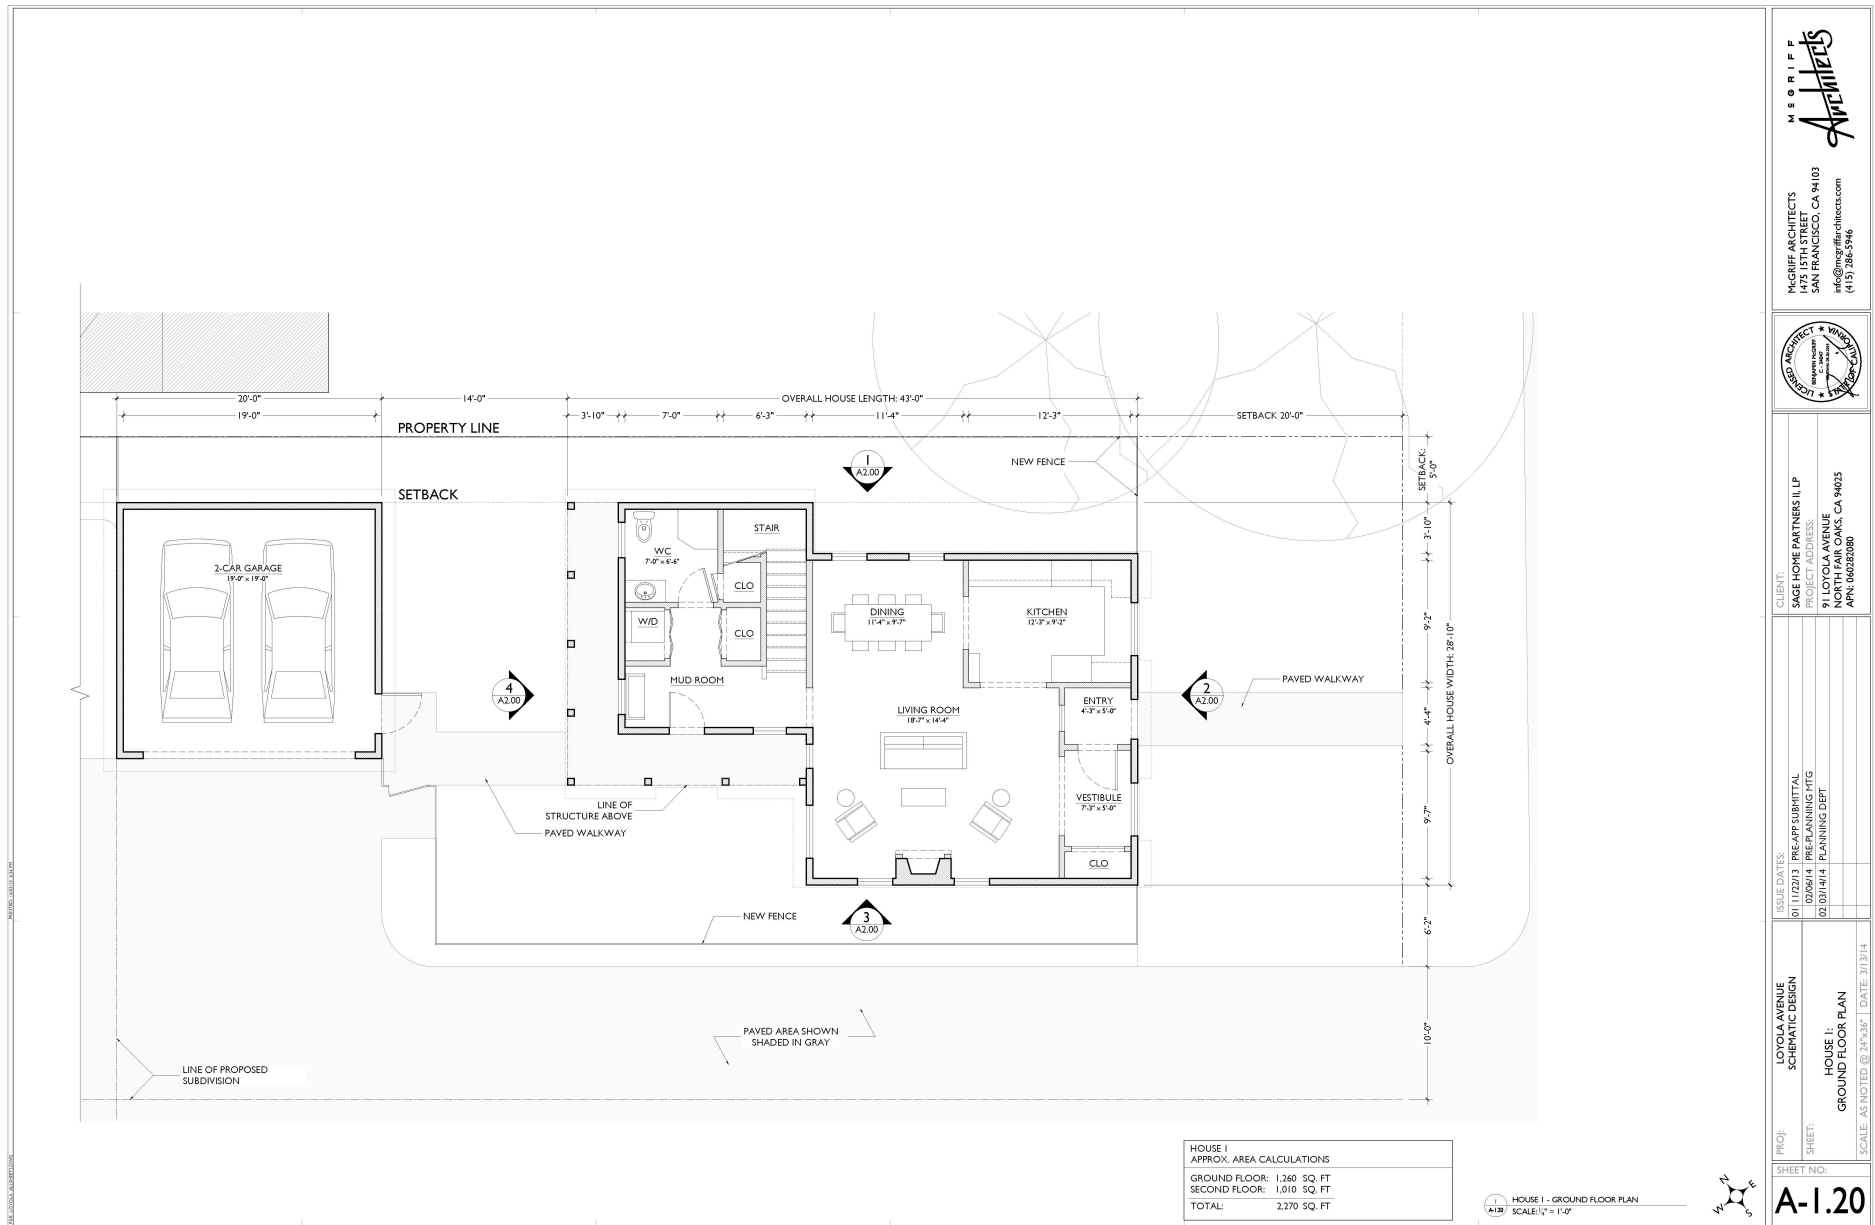 20'-0"
14'-0"
OVERALL HOUSE LENGTH: 43'-0"
19'-0"
3'-10"
7'-0"
6'-3"
11'-4"
12'-3"
SETBACK 20'-0"
PROPERTY LINE
NEW FENCE
1
A2.00
SETBACK:
5'-0"
SETBACK
STAIR
3'-10"
WC
7'-0" x 6'-6"
2-CAR GARAGE
19'-0" x 19'-0"
CLO
W/D
CLO
DINING
11'-4" x 9'-7"
KITCHEN
12'-3" x 9'-2"
9'-2"
OVERALL HOUSE WIDTH: 28'-10"
MUD ROOM
4
A2.00
2
A2.00
PAVED WALKWAY
ENTRY
4'-3" x 5'-0"
LIVING ROOM
18'-7" x 14'-4"
4'-4"
VESTIBULE
7'-3" x 5'-0"
LINE OF
STRUCTURE ABOVE
PAVED WALKWAY
9'-7"
CLO
NEW FENCE
3
A2.00
6'-2"
PAVED AREA SHOWN
SHADED IN GRAY
10'-0"
LINE OF PROPOSED
SUBDIVISION
HOUSE 1
APPROX. AREA CALCULATIONS
GROUND FLOOR: 1,260 SQ. FT
SECOND FLOOR: 1,010 SQ. FT
TOTAL: 2,270 SQ. FT
1
A-1.20
HOUSE 1 - GROUND FLOOR PLAN
SCALE: ¼" = 1'-0"
N
E
S
W
McGRIFF
Architects
McGRIFF ARCHITECTS
1475 15TH STREET
SAN FRANCISCO, CA 94103
info@mcgriffarchitects.com
(415) 286-5946
LICENSED ARCHITECT
BENJAMIN McGRIFF
OF CALIFORNIA
CLIENT:
SAGE HOME PARTNERS II, LP
PROJECT ADDRESS:
91 LOYOLA AVENUE
NORTH FAIR OAKS, CA 94025
APN: 060282080
ISSUE DATES:
01 11/22/13 PRE-APP SUBMITTAL
02/06/14 PRE-PLANNING MTG
02 03/14/14 PLANNING DEPT
PROJ:
LOYOLA AVENUE
SCHEMATIC DESIGN
SHEET:
HOUSE 1:
GROUND FLOOR PLAN
SCALE: AS NOTED @ 24"x36" DATE: 3/13/14
SHEET NO:
A-1.20